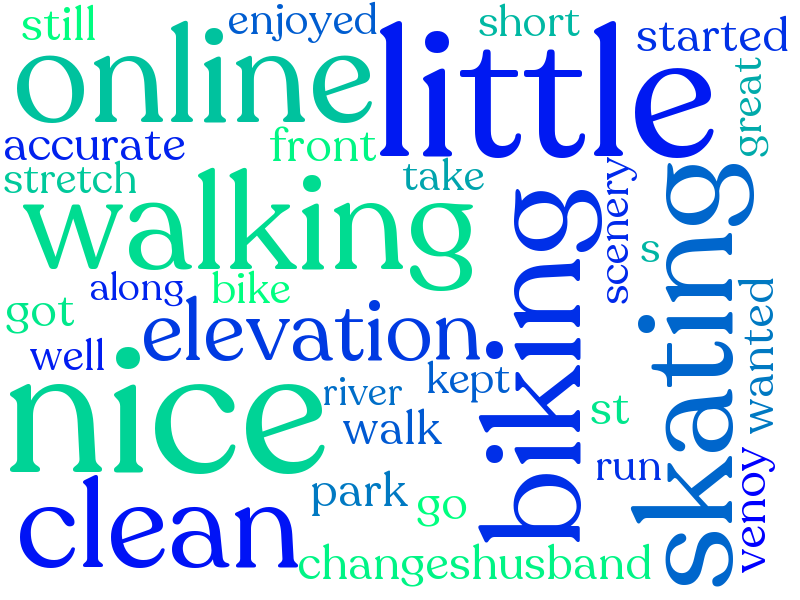 still
enjoyed
short
started
online
little
great
accurate
front
stretch
take
walking
biking
scenery
skating
s
along
bike
got
elevation
wanted
well
nice
river
kept
walk
st
run
venoy
park
go
clean
changeshusband